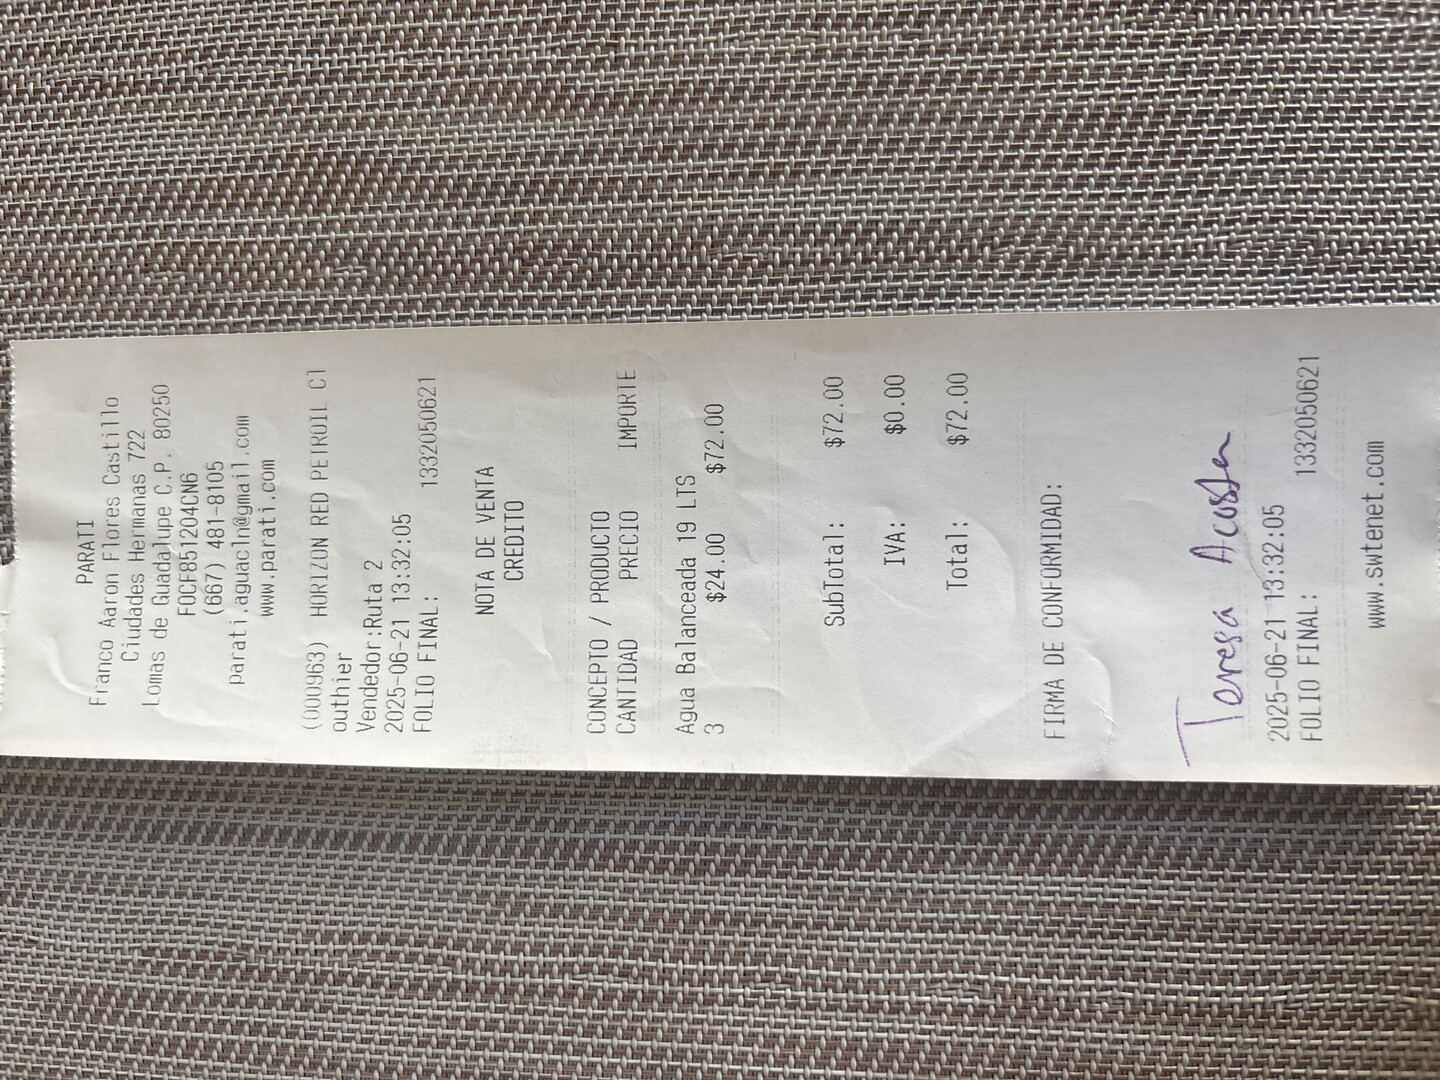 PARATI
Franco Aaron Flores Castillo
Ciudades Hermanas 722
Lomas de Guadalupe C.P. 80250
FOCF851204CN6
(667) 481-8105
parati.aguacln@gmail.com
www.parati.com
(000963) HORIZON RED PETROIL Cl
outhier
Vendedor:Ruta 2
2025-06-21 13:32:05
FOLIO FINAL: 1332050621
NOTA DE VENTA
CREDITO
CONCEPTO / PRODUCTO
CANTIDAD PRECIO IMPORTE
Agua Balanceada 19 LTS
3 $24.00 $72.00
SubTotal: $72.00
IVA: $0.00
Total: $72.00
FIRMA DE CONFORMIDAD:
Teresa Acosta
2025-06-21 13:32:05
FOLIO FINAL: 1332050621
www.swtenet.com